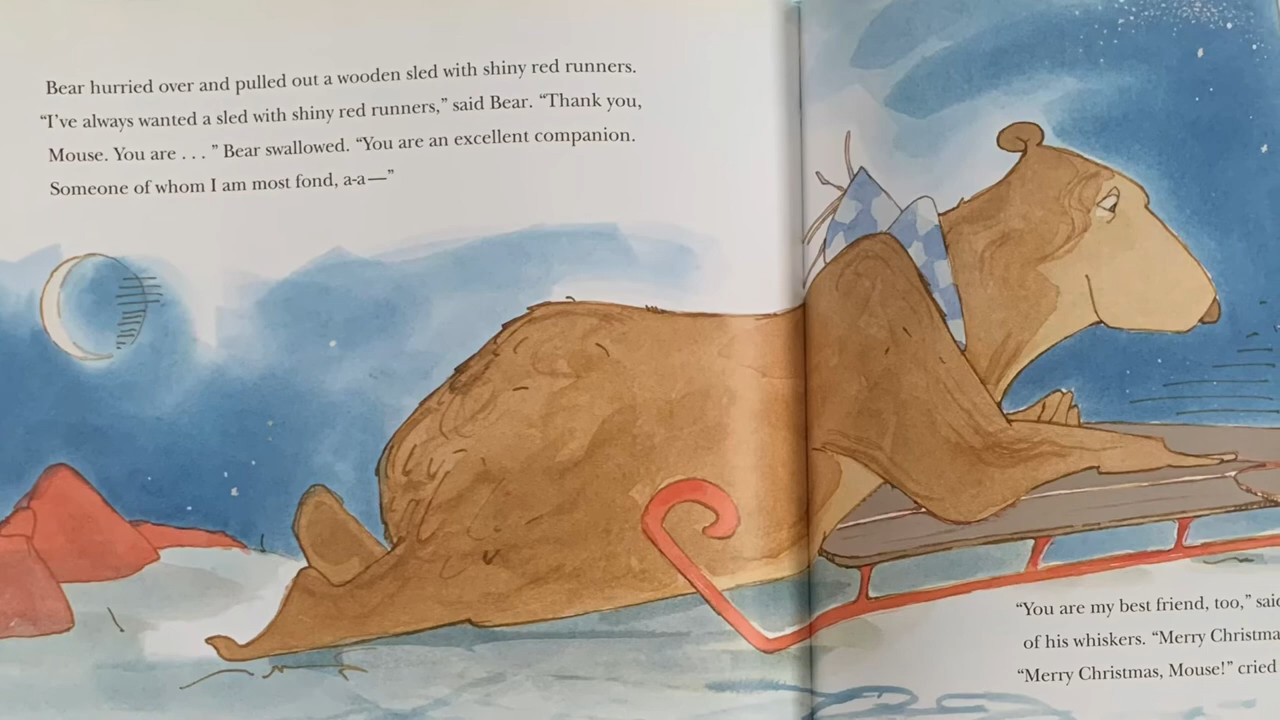 Bear hurried over and pulled out a wooden sled with shiny red runners.
“I’ve always wanted a sled with shiny red runners,” said Bear. “Thank you,
Mouse. You are . . . ” Bear swallowed. “You are an excellent companion.
Someone of whom I am most fond, a-a—”
“You are my best friend, too,”
of his whiskers. “Merry
“Merry Christmas, Mouse!” cried